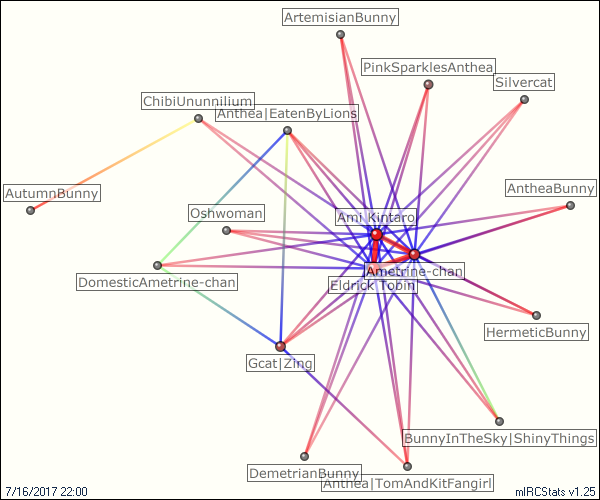 ArtemisianBunny
PinkSparklesAnthea
Silvercat
ChibiUnunnilium
Anthea|EatenByLions
AntheaBunny
AutumnBunny
Oshwoman
Ami Kintaro
Ametrine-chan
DomesticAmetrine-chan
Eldrick Tobin
HermeticBunny
Gcat|Zing
BunnyInTheSky|ShinyThings
DemetrianBunny
Anthea|TomAndKitFangirl
7/16/2017 22:00
mIRCStats v1.25